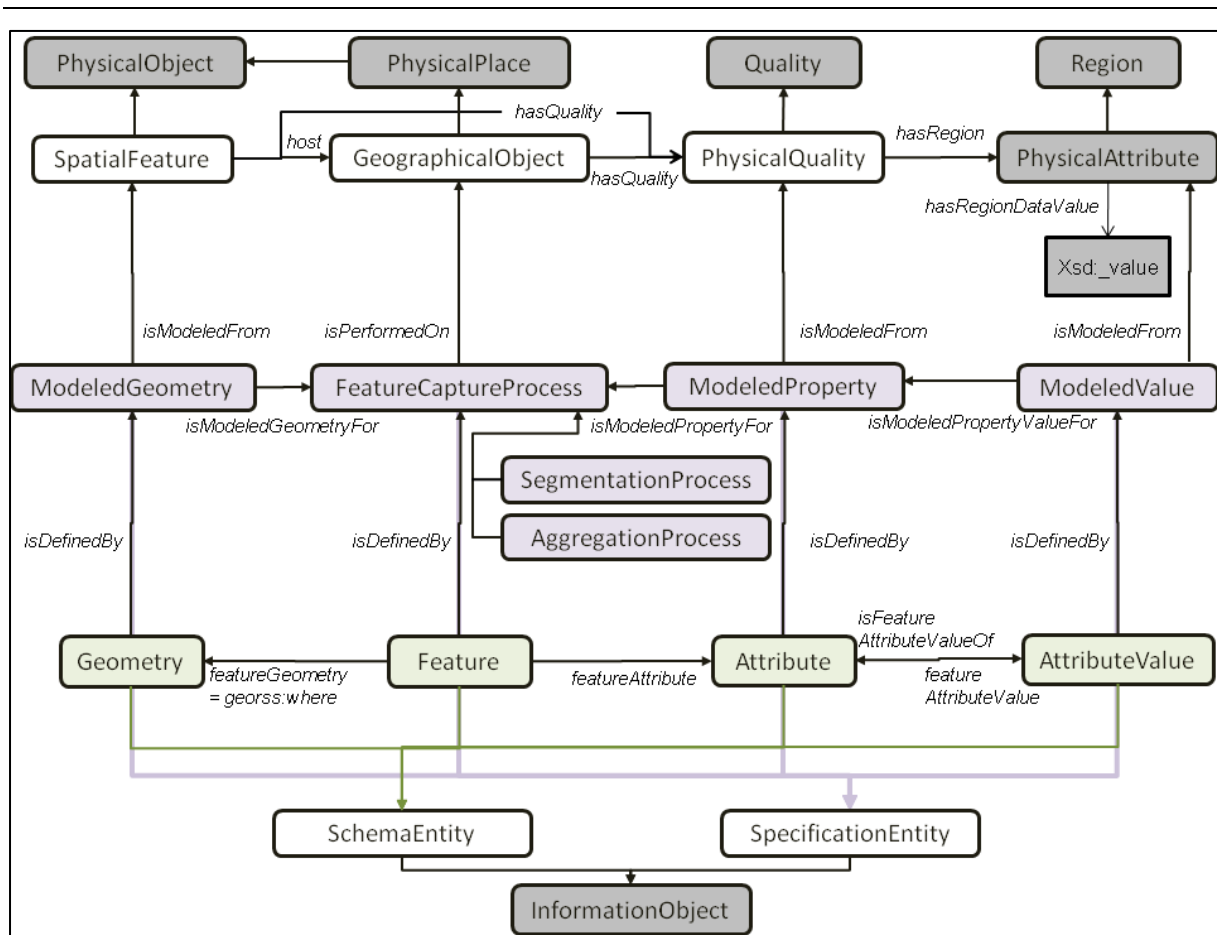 PhysicalObject
PhysicalPlace
Quality
Region
hasQuality
host
hasRegion
SpatialFeature
GeographicalObject
PhysicalQuality
PhysicalAttribute
hasQuality
hasRegionDataValue
Xsd:_value
isModeledFrom
isPerformedOn
isModeledFrom
isModeledFrom
ModeledGeometry
FeatureCaptureProcess
ModeledProperty
ModeledValue
isModeledGeometryFor
isModeledPropertyFor
isModeledPropertyValueFor
SegmentationProcess
AggregationProcess
isDefinedBy
isDefinedBy
isDefinedBy
isDefinedBy
isFeature
AttributeValueOf
Geometry
Feature
Attribute
AttributeValue
featureGeometry
= georss:where
featureAttribute
feature
AttributeValue
SchemaEntity
SpecificationEntity
InformationObject